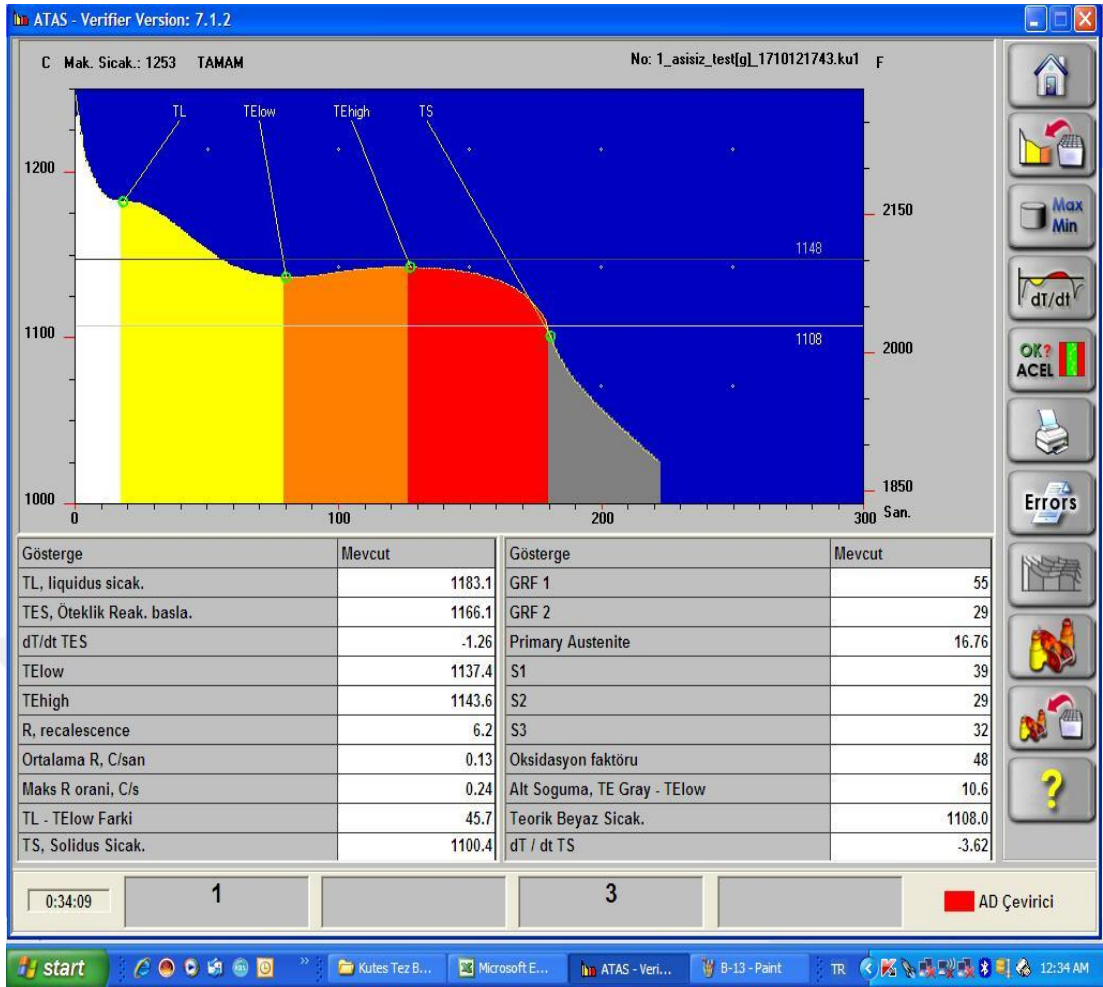 ATAS - Verifier Version: 7.1.2
C Mak. Sicak.: 1253 TAMAM No: 1_asisiz_test[g]_1710121743.ku1 F
TL TElow TEhigh TS
1200
2150
1148
1100
1108
2000
1000
1850
0 100 200 300 San.
Max
Min
dT/dt
OK?
ACEL
Errors
?
Gösterge Mevcut Gösterge Mevcut
TL, liquidus sicak. 1183.1 GRF 1 55
TES, Öteklik Reak. basla. 1166.1 GRF 2 29
dT/dt TES -1.26 Primary Austenite 16.76
TElow 1137.4 S1 39
TEhigh 1143.6 S2 29
R, recalescence 6.2 S3 32
Ortalama R, C/san 0.13 Oksidasyon faktöru 48
Maks R orani, C/s 0.24 Alt Soguma, TE Gray - TElow 10.6
TL - TElow Farki 45.7 Teorik Beyaz Sicak. 1108.0
TS, Solidus Sicak. 1100.4 dT / dt TS -3.62
0:34:09 1 3 AD Çevirici
start » Kutes Tez B... Microsoft E... ATAS - Veri... B-13 - Paint TR 12:34 AM